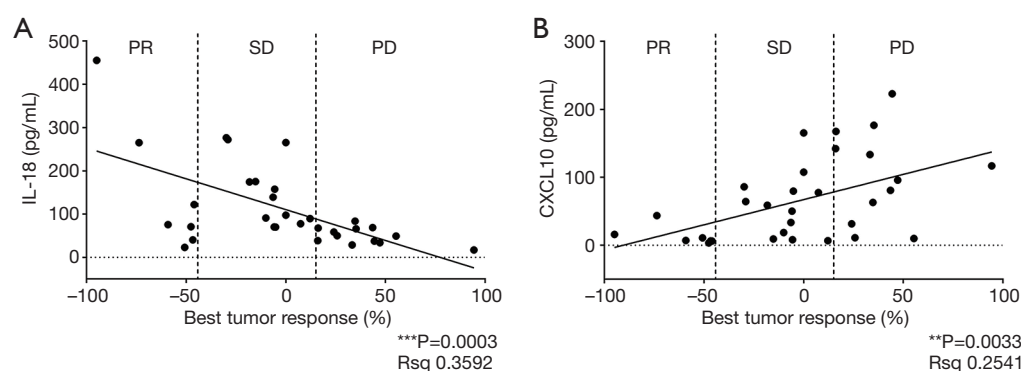 A
500
400
300
200
100
0
IL-18 (pg/mL)
PR
SD
PD
−100
−50
0
50
100
Best tumor response (%)
***P=0.0003
Rsq 0.3592
B
300
200
100
0
CXCL10 (pg/mL)
PR
SD
PD
−100
−50
0
50
100
Best tumor response (%)
**P=0.0033
Rsq 0.2541